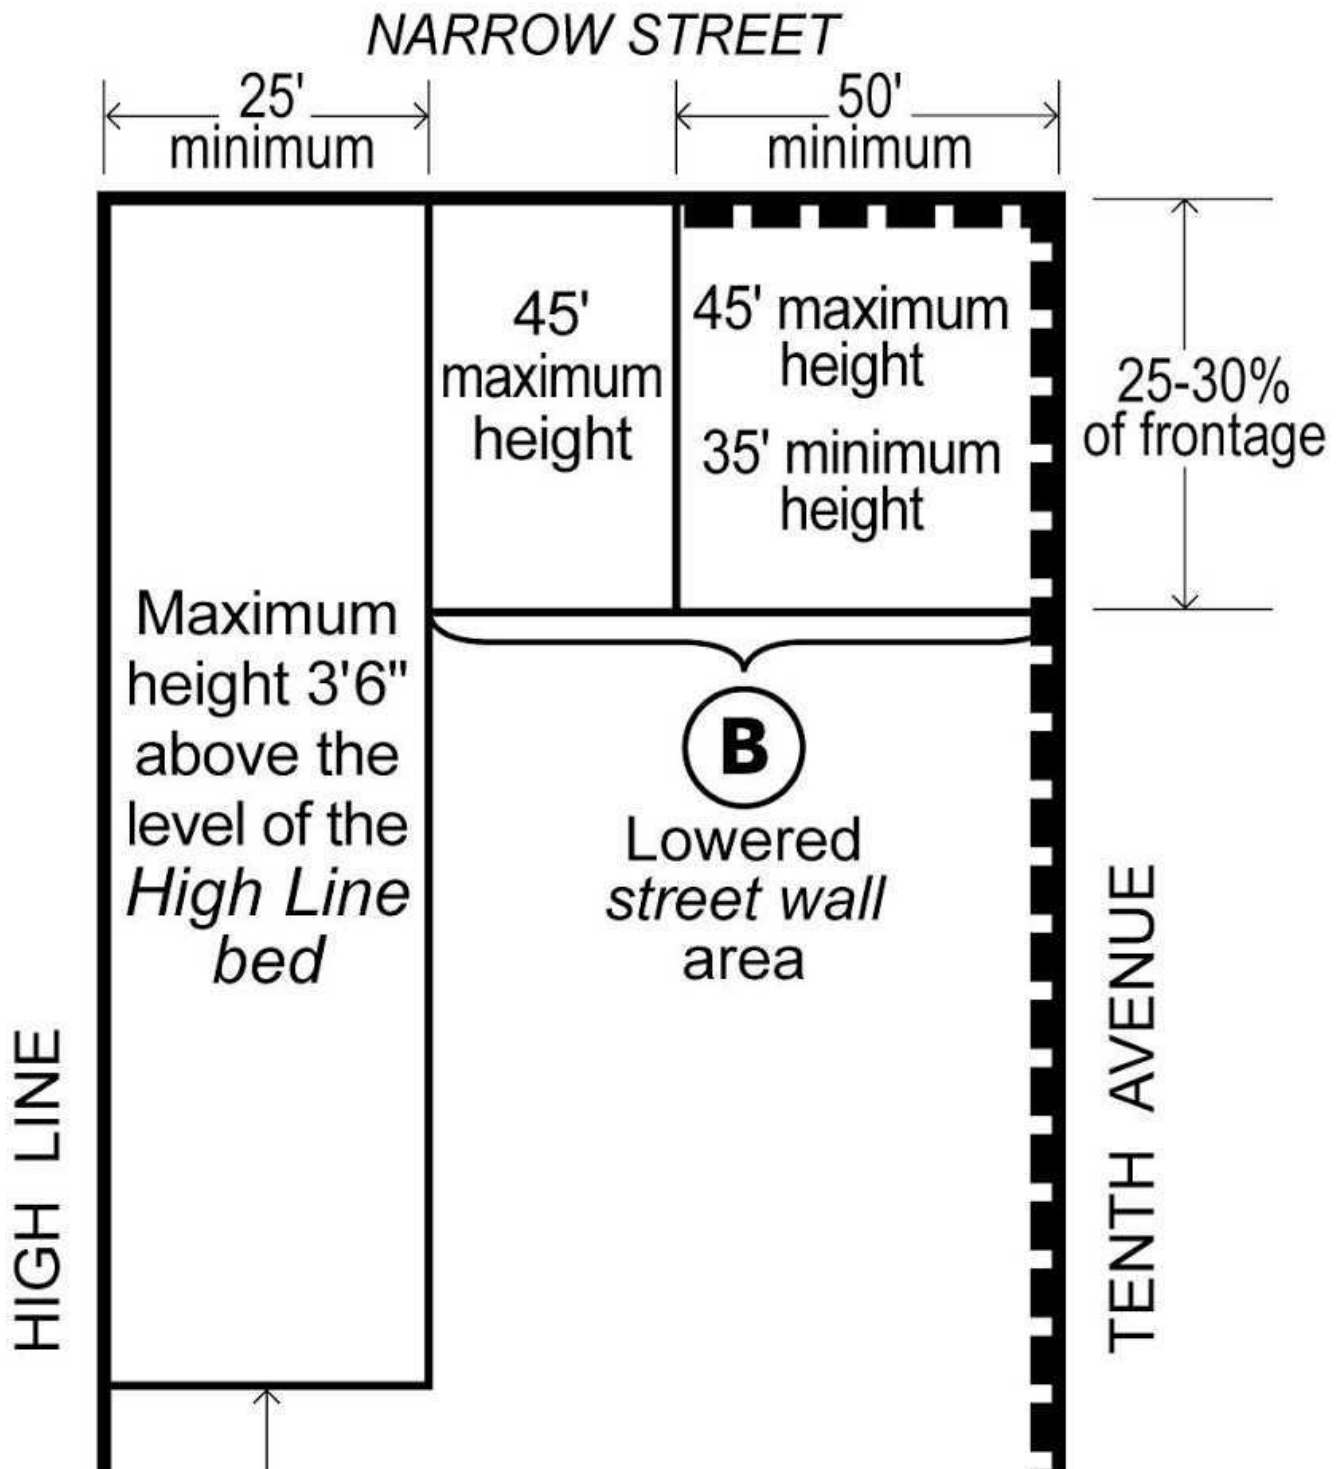 NARROW STREET
25'
minimum
50'
minimum
45'
maximum
height
45' maximum
height
35' minimum
height
25-30%
of frontage
Maximum
height 3'6"
above the
level of the
High Line
bed
B
Lowered
street wall
area
HIGH LINE
TENTH AVENUE